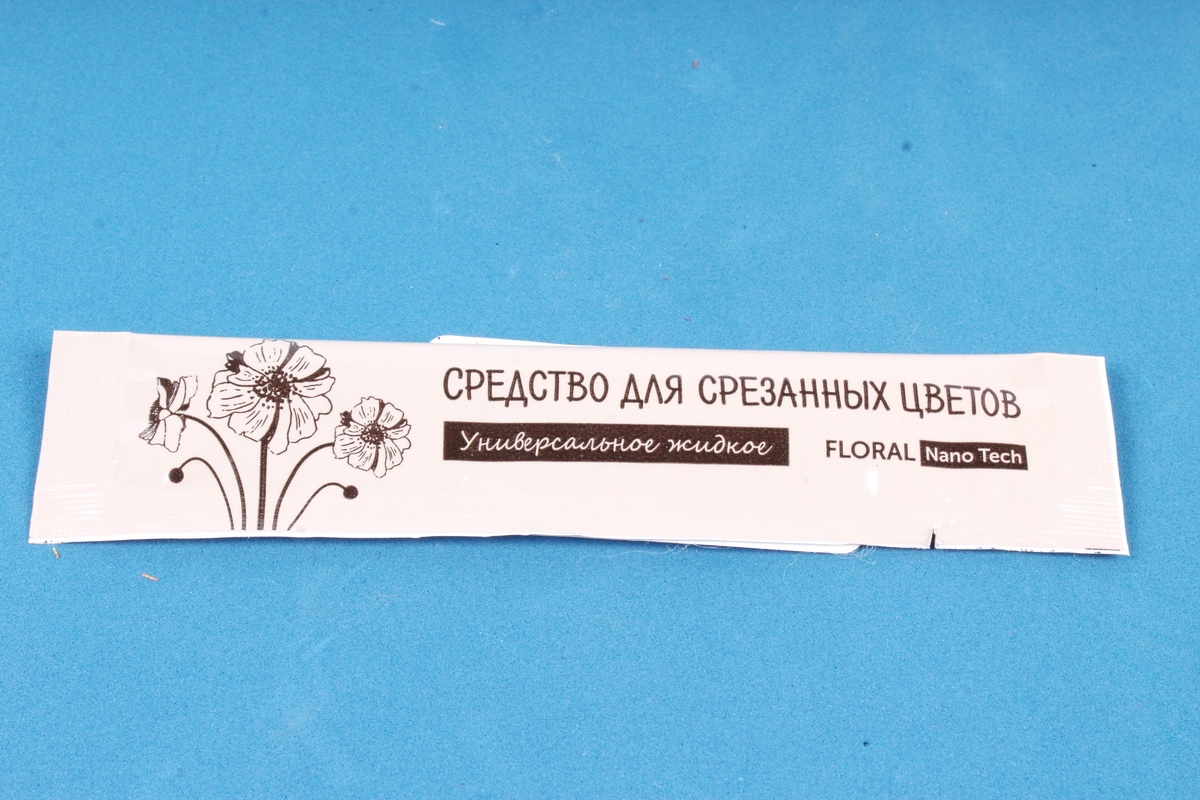 СРЕДСТВО ДЛЯ СРЕЗАННЫХ ЦВЕТОВ
Универсальное жидкое
FLORAL Nano Tech